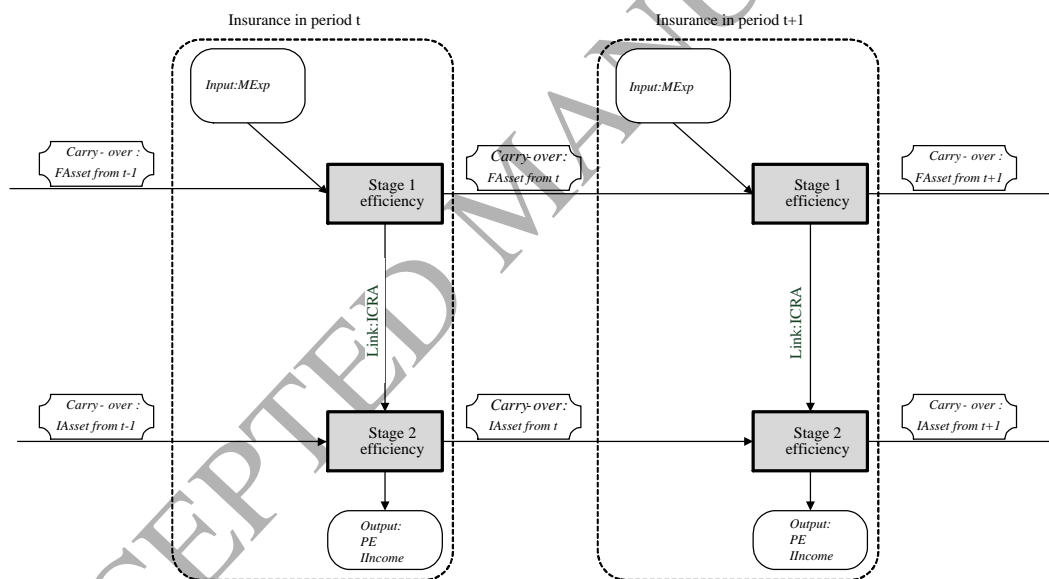 Insurance in period t
Insurance in period t+1
Input:MExp
Input:MExp
Carry- over :
FAsset from t-1
Stage 1
efficiency
Carry-over:
FAsset from t
Stage 1
efficiency
Carry- over :
FAsset from t+1
Link:ICRA
Link:ICRA
Carry- over :
IAsset from t-1
Stage 2
efficiency
Carry-over:
IAsset from t
Stage 2
efficiency
Carry- over :
IAsset from t+1
Output:
PE
IIncome
Output:
PE
IIncome
CEPTED MANU